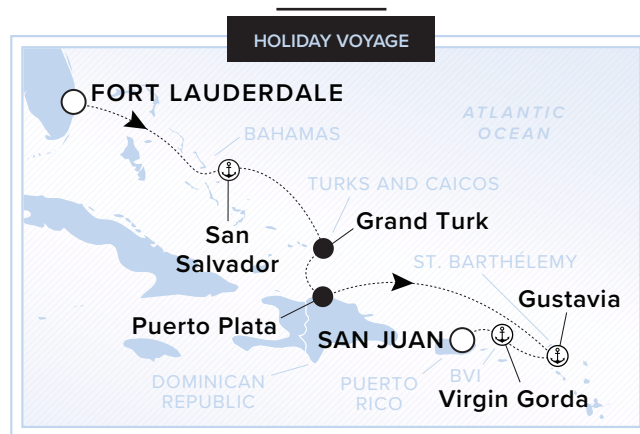 HOLIDAY VOYAGE
FORT LAUDERDALE
ATLANTIC
OCEAN
BAHAMAS
TURKS AND CAICOS
San
Salvador
Grand Turk
ST. BARTHÉLEMY
Gustavia
Puerto Plata
SAN JUAN
DOMINICAN
REPUBLIC
PUERTO
RICO
BVI
Virgin Gorda